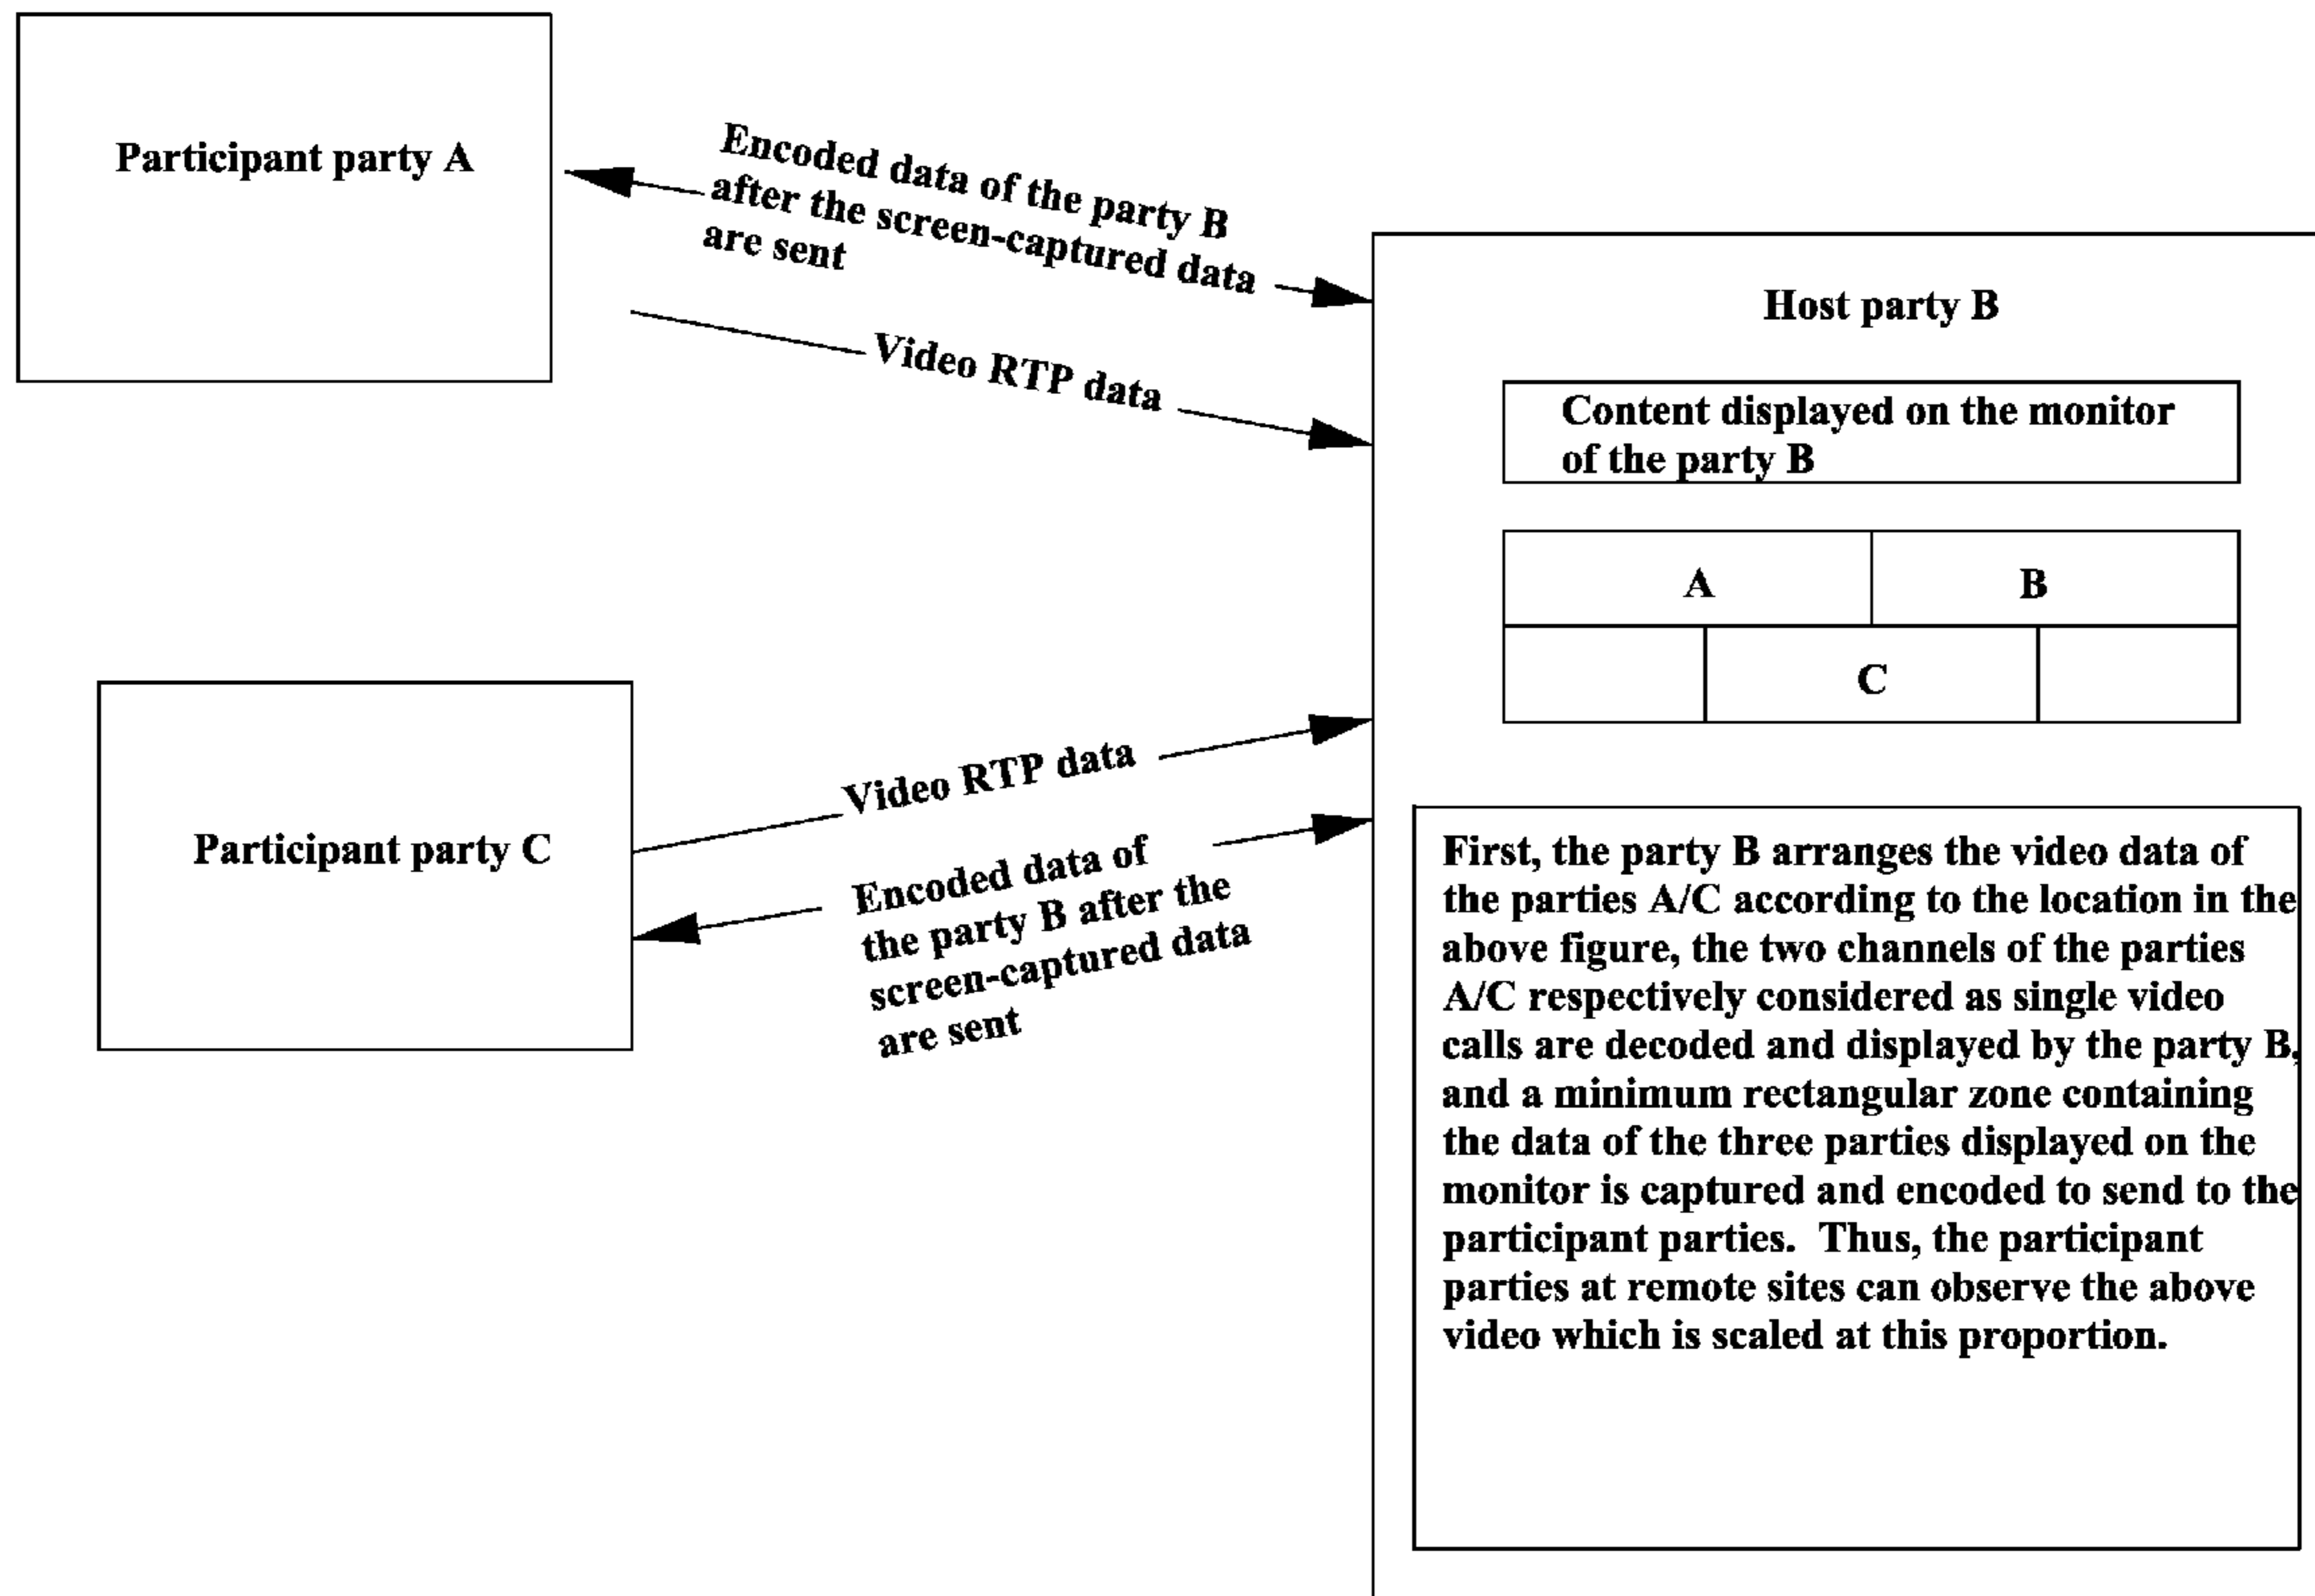 Participant party A
Encoded data of the party B
after the screen-captured data
are sent
Video RTP data
Host party B
Content displayed on the monitor
of the party B
A
B
C
Participant party C
Video RTP data
Encoded data of
the party B after the
screen-captured data
are sent
First, the party B arranges the video data of
the parties A/C according to the location in the
above figure, the two channels of the parties
A/C respectively considered as single video
calls are decoded and displayed by the party B,
and a minimum rectangular zone containing
the data of the three parties displayed on the
monitor is captured and encoded to send to the
participant parties.  Thus, the participant
parties at remote sites can observe the above
video which is scaled at this proportion.